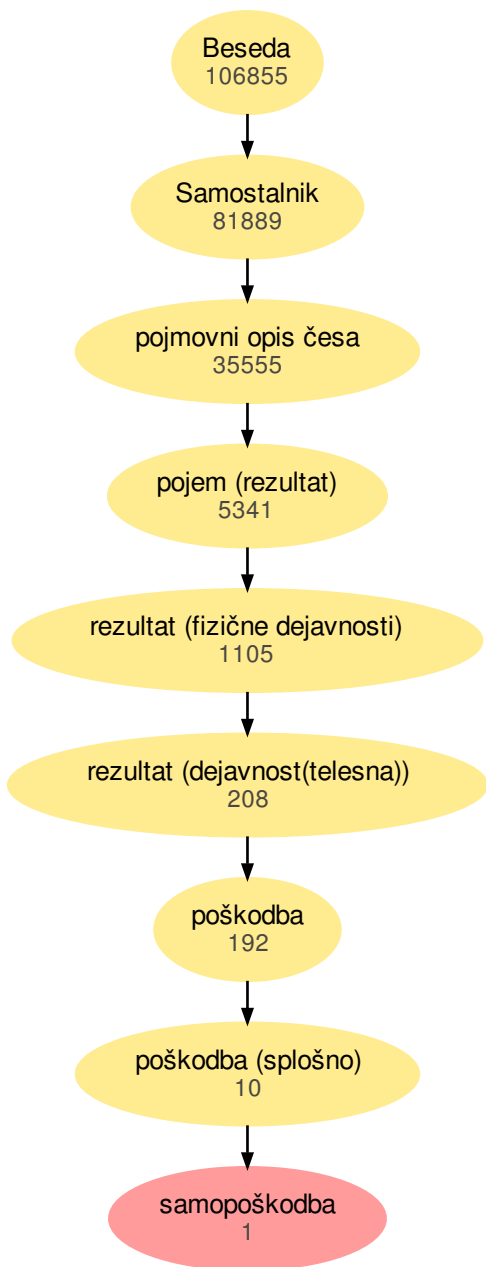 Beseda
106855
Samostalnik
81889
pojmovni opis česa
35555
pojem (rezultat)
5341
rezultat (fizične dejavnosti)
1105
rezultat (dejavnost(telesna))
208
poškodba
192
poškodba (splošno)
10
samopoškodba
1